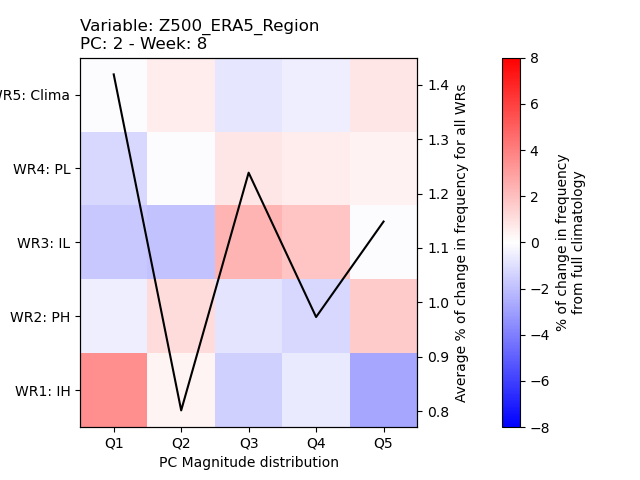 Variable: Z500_ERA5_Region
PC: 2 - Week: 8
WR5: Clima
WR4: PL
WR3: IL
WR2: PH
WR1: IH
Q1 Q2 Q3 Q4 Q5
PC Magnitude distribution
1.4
1.3
1.2
1.1
1.0
0.9
0.8
Average % of change in frequency for all WRs
8
6
4
2
0
−2
−4
−6
−8
% of change in frequency
from full climatology